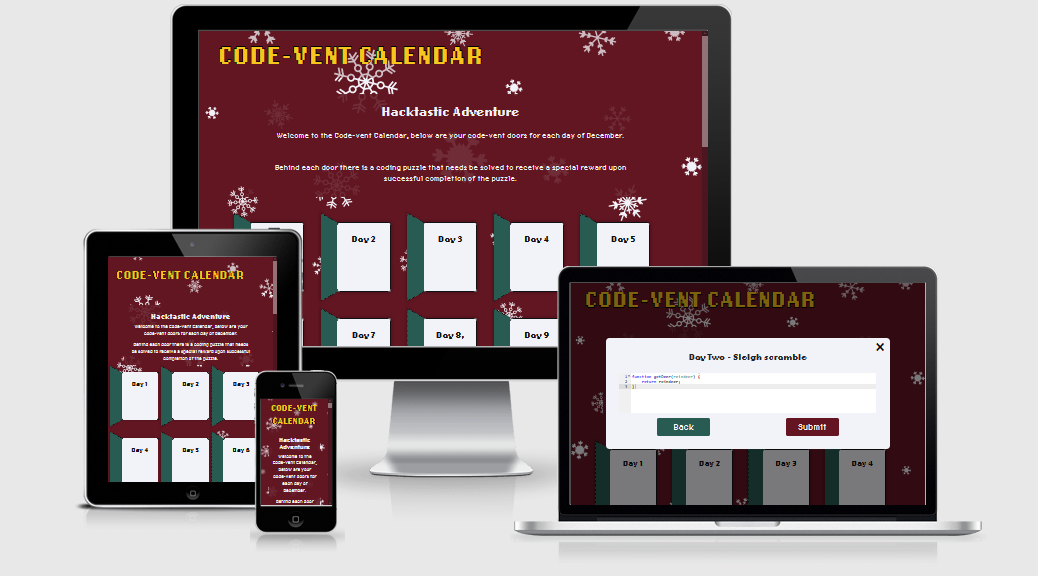 CODE-VENT CALENDAR
Hacktastic Adventure
Welcome to the Code-vent Calendar, below are your code-vent doors for each day of December.
Behind each door there is a coding puzzle that needs be solved to receive a special reward upon
successful completion of the puzzle.
Day 2
Day 3
Day 4
Day 5
Day 7
Day 8,
Day 9
CODE-VENT CALENDAR
Hacktastic Adventure
Welcome to the Code-vent Calendar, below are your
code-vent doors for each day of December.
Behind each door there is a coding puzzle that needs
be solved to receive a special reward upon successful
completion of the puzzle.
Day 1
Day 2
Day 3
Day 4
Day 5
Day 6
CODE-VENT
CALENDAR
Hacktastic
Adventure
Welcome to the
Code-vent Calendar,
below are your
code-vent doors for
each day of
December.
Behind each door
CODE-VENT CALENDAR
Day Two - Sleigh scramble
1 function getDeer(reindeer) {
2 return reindeer;
3 }
Back
Submit
Day 1
Day 2
Day 3
Day 4